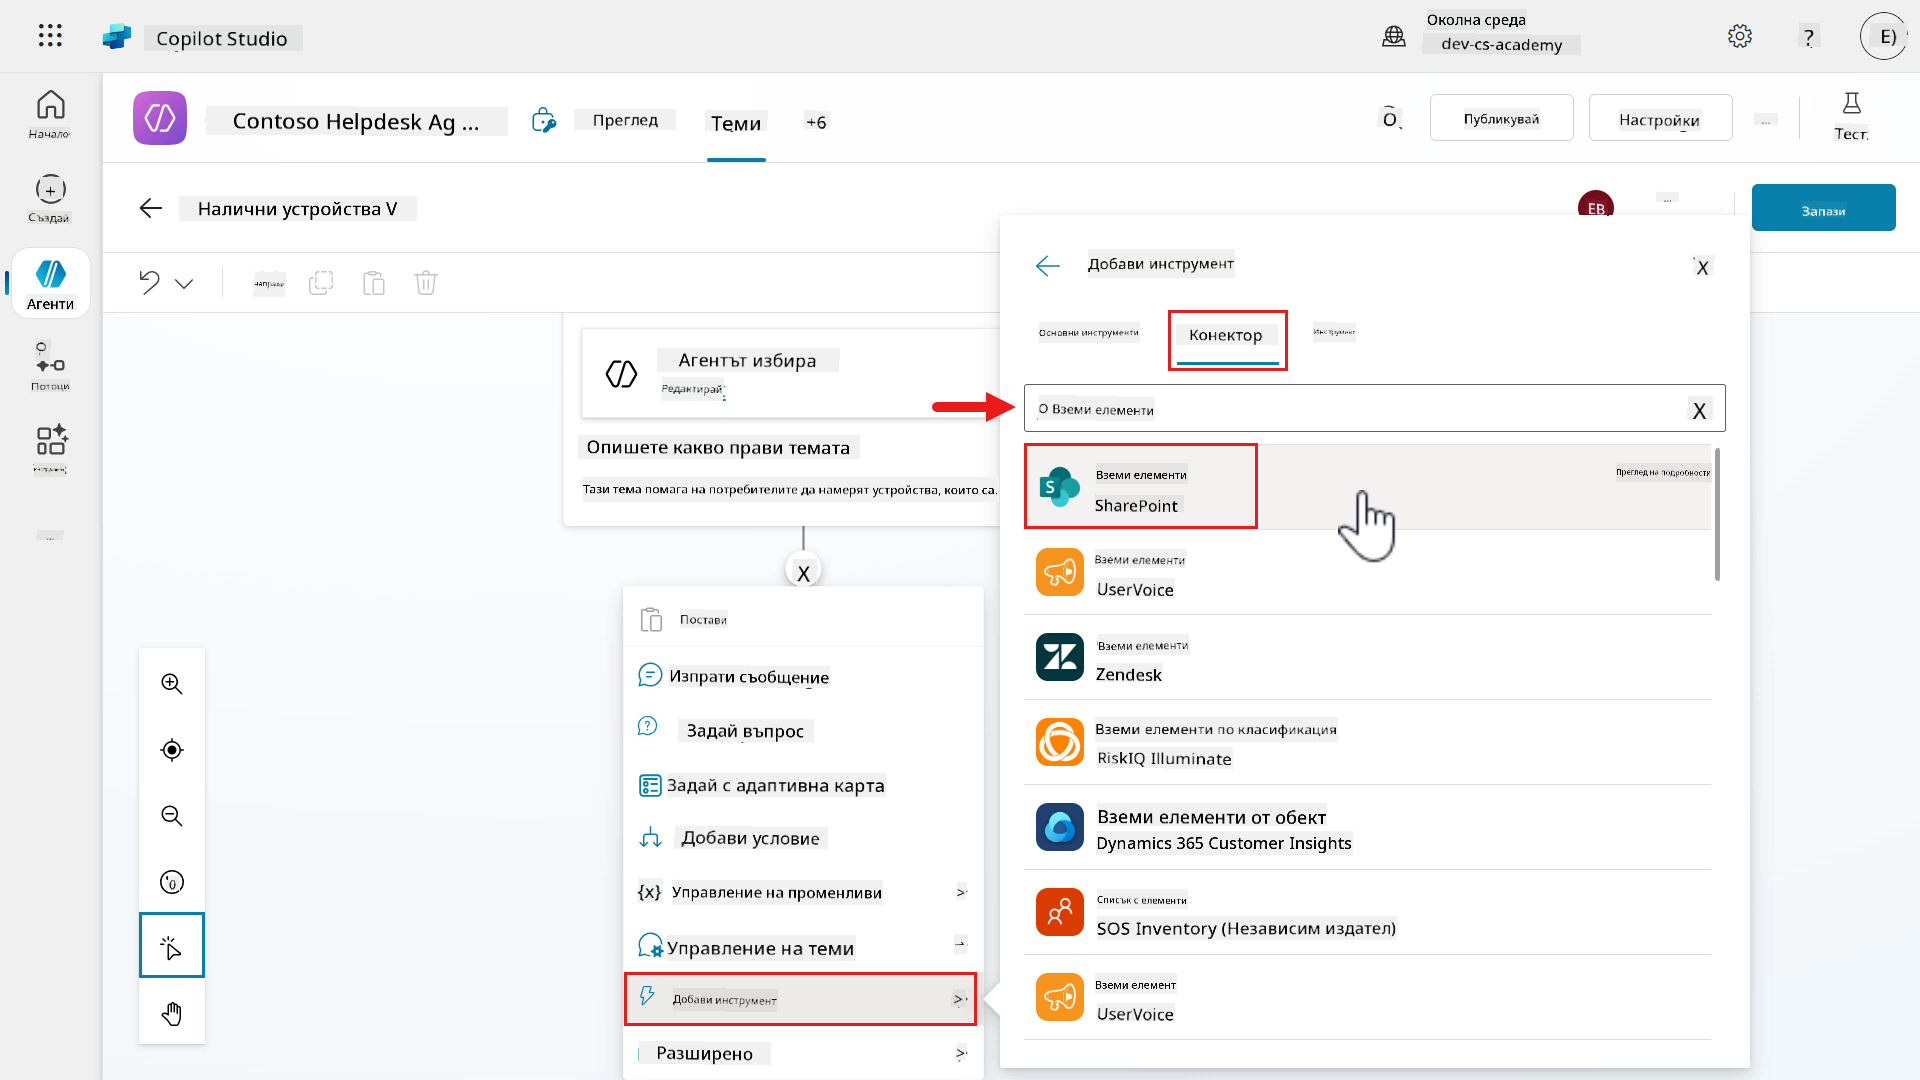 Copilot Studio
Околна среда
dev-cs-academy
?
E)
Начало
Създай
Агенти
Потоци
...
Contoso Helpdesk Ag ...
Преглед
Теми
+6
Публикувай
Настройки
...
Тест.
Налични устройства V
EB
...
Запази
Агентът избира
Редактирай
Опишете какво прави темата
Тази тема помага на потребителите да намерят устройства, които са.
X
Постави
Изпрати съобщение
Задай въпрос
Задай с адаптивна карта
Добави условие
{x} Управление на променливи >
Управление на теми
Добави инструмент >
Разширено >
Добави инструмент
X
Основни инструменти
Конектор
Инструмент
О Вземи елементи
X
Вземи елементи
SharePoint
Преглед на подробности
Вземи елементи
UserVoice
Вземи елементи
Zendesk
Вземи елементи по класификация
RiskIQ Illuminate
Вземи елементи от обект
Dynamics 365 Customer Insights
Списък с елементи
SOS Inventory (Независим издател)
Вземи елемент
UserVoice